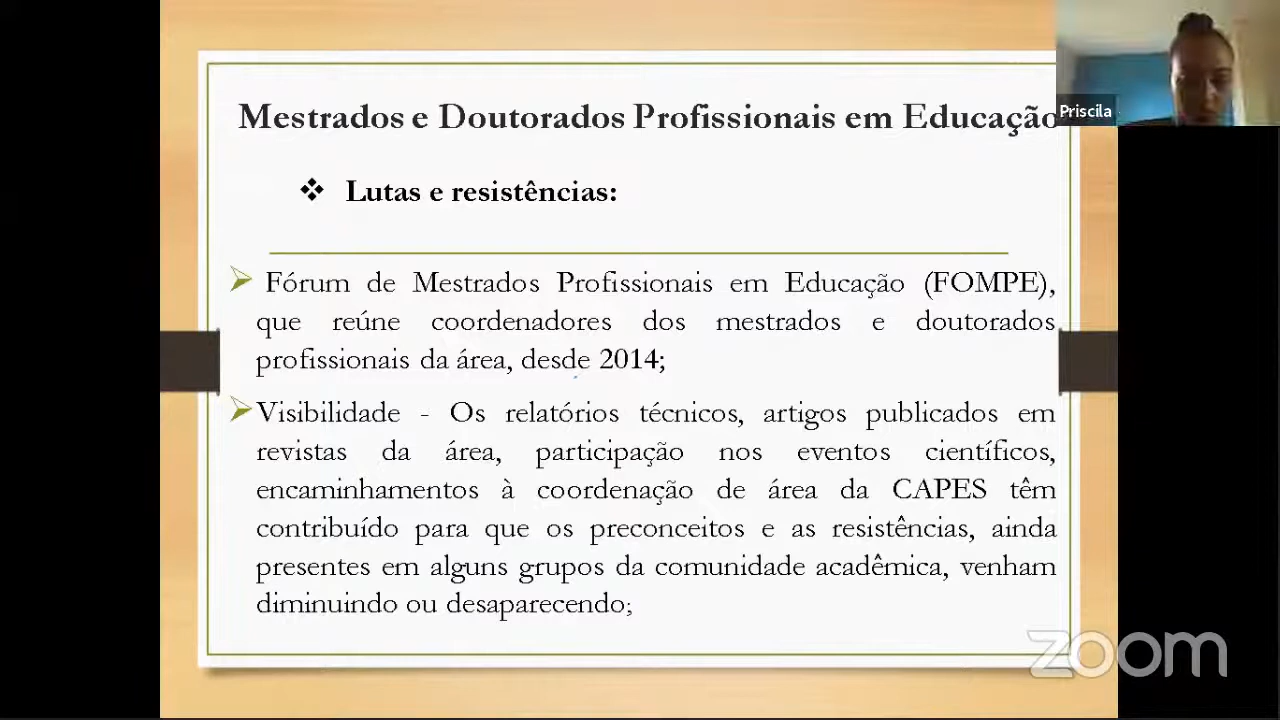 Mestrados e Doutorados Profissionais em Educação
Priscila
Lutas e resistências:
Fórum de Mestrados Profissionais em Educação (FOMPE),
que reúne coordenadores dos mestrados e doutorados
profissionais da área, desde 2014;
Visibilidade - Os relatórios técnicos, artigos publicados em
revistas da área, participação nos eventos científicos,
encaminhamentos à coordenação de área da CAPES têm
contribuído para que os preconceitos e as resistências, ainda
presentes em alguns grupos da comunidade acadêmica, venham
diminuindo ou desaparecendo;
zoom